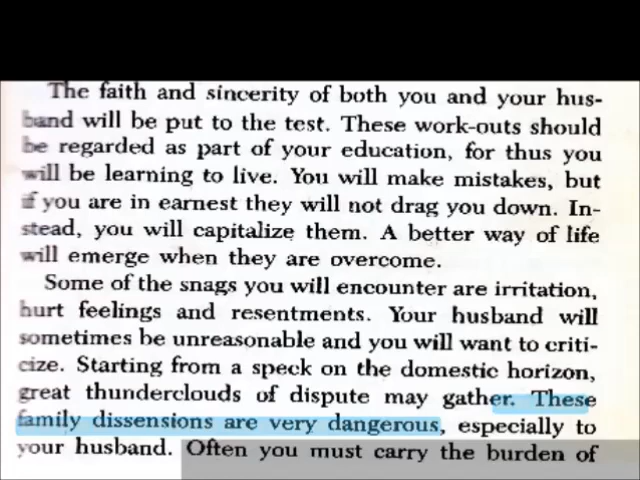 The faith and sincerity of both you and your hus-
band will be put to the test. These work-outs should
be regarded as part of your education, for thus you
will be learning to live. You will make mistakes, but
if you are in earnest they will not drag you down. In-
stead, you will capitalize them. A better way of life
will emerge when they are overcome.
Some of the snags you will encounter are irritation,
hurt feelings and resentments. Your husband will
sometimes be unreasonable and you will want to criti-
cize. Starting from a speck on the domestic horizon,
great thunderclouds of dispute may gather. These
family dissensions are very dangerous, especially to
your husband. Often you must carry the burden of